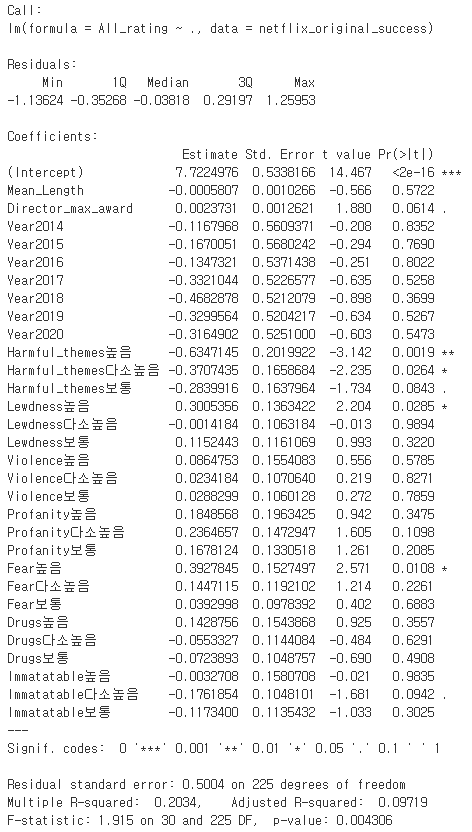 Call:
lm(formula = All_rating ~ ., data = netflix_original_success)
Residuals:
Min 1Q Median 3Q Max
-1.13624 -0.35268 -0.03818 0.29197 1.25953
Coefficients:
Estimate Std. Error t value Pr(>|t|)
(Intercept) 7.7224976 0.5338166 14.467 <2e-16 ***
Mean_Length -0.0005807 0.0010266 -0.566 0.5722
Director_max_award 0.0023731 0.0012621 1.880 0.0614 .
Year2014 -0.1167968 0.5609371 -0.208 0.8352
Year2015 -0.1670051 0.5680242 -0.294 0.7690
Year2016 -0.1347321 0.5371438 -0.251 0.8022
Year2017 -0.3321044 0.5226577 -0.635 0.5258
Year2018 -0.4682878 0.5212079 -0.898 0.3699
Year2019 -0.3299564 0.5204217 -0.634 0.5267
Year2020 -0.3164902 0.5251000 -0.603 0.5473
Harmful_themes높음 -0.6347145 0.2019922 -3.142 0.0019 **
Harmful_themes다소높음 -0.3707435 0.1658684 -2.235 0.0264 *
Harmful_themes보통 -0.2839916 0.1637964 -1.734 0.0843 .
Lewdness높음 0.3005356 0.1363422 2.204 0.0285 *
Lewdness다소높음 -0.0014184 0.1063184 -0.013 0.9894
Lewdness보통 0.1152443 0.1161069 0.993 0.3220
Violence높음 0.0864753 0.1554083 0.556 0.5785
Violence다소높음 0.0234184 0.1070640 0.219 0.8271
Violence보통 0.0288299 0.1060128 0.272 0.7859
Profanity높음 0.1848568 0.1963425 0.942 0.3475
Profanity다소높음 0.2364657 0.1472947 1.605 0.1098
Profanity보통 0.1678124 0.1330518 1.261 0.2085
Fear높음 0.3927845 0.1527497 2.571 0.0108 *
Fear다소높음 0.1447115 0.1192102 1.214 0.2261
Fear보통 0.0392998 0.0978392 0.402 0.6883
Drugs높음 0.1428756 0.1543868 0.925 0.3557
Drugs다소높음 -0.0553327 0.1144084 -0.484 0.6291
Drugs보통 -0.0723893 0.1048757 -0.690 0.4908
Immatatable높음 -0.0032708 0.1580708 -0.021 0.9835
Immatatable다소높음 -0.1761854 0.1048101 -1.681 0.0942 .
Immatatable보통 -0.1173400 0.1135432 -1.033 0.3025
---
Signif. codes: 0 '***' 0.001 '**' 0.01 '*' 0.05 '.' 0.1 ' ' 1
Residual standard error: 0.5004 on 225 degrees of freedom
Multiple R-squared: 0.2034, Adjusted R-squared: 0.09719
F-statistic: 1.915 on 30 and 225 DF, p-value: 0.004306